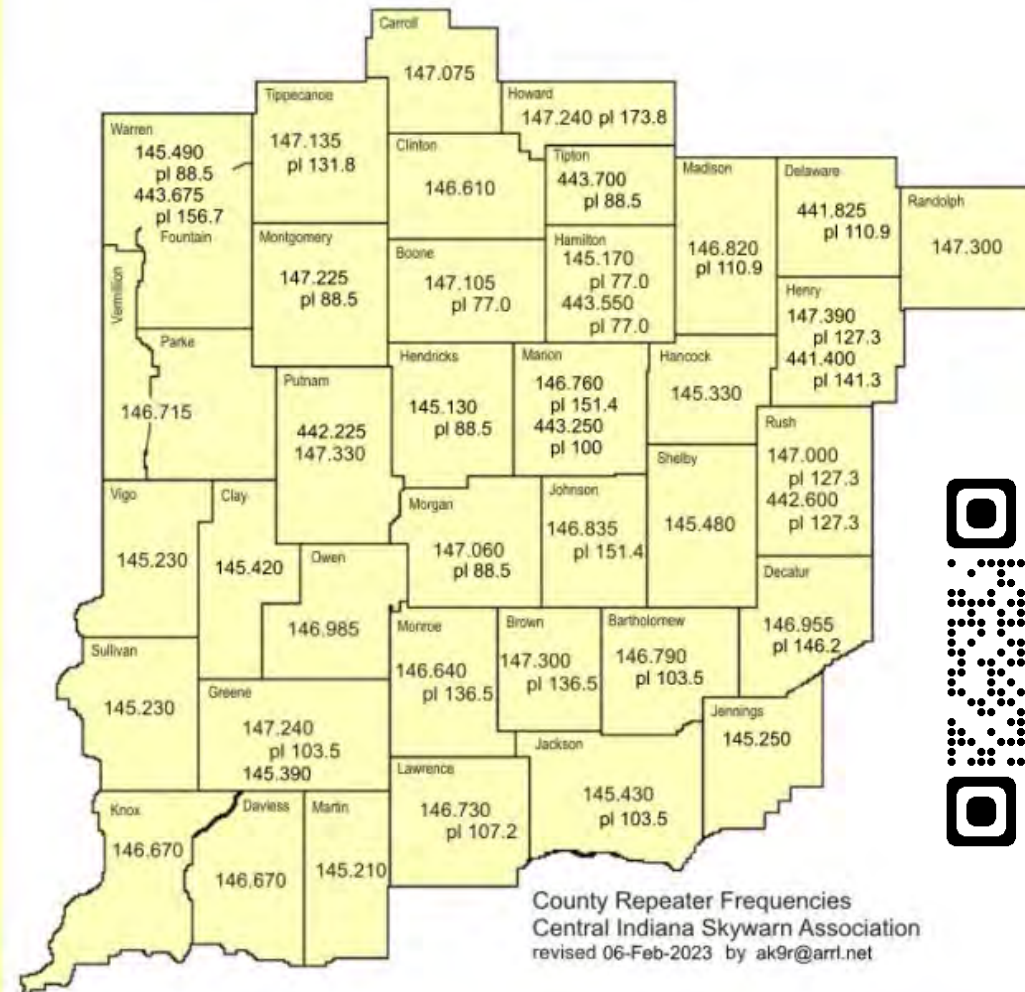 Carroll
147.075
Howard
147.240 pl 173.8
Tippecanoe
147.135
pl 131.8
Warren
145.490
pl 88.5
443.675
pl 156.7
Fountain
Clinton
146.610
Tipton
443.700
pl 88.5
Madison
146.820
pl 110.9
Delaware
441.825
pl 110.9
Randolph
147.300
Vermillion
Montgomery
147.225
pl 88.5
Boone
147.105
pl 77.0
Hamilton
145.170
pl 77.0
443.550
pl 77.0
Henry
147.390
pl 127.3
441.400
pl 141.3
Parke
146.715
Putnam
442.225
147.330
Hendricks
145.130
pl 88.5
Marion
146.760
pl 151.4
443.250
pl 100
Hancock
145.330
Rush
147.000
pl 127.3
442.600
pl 127.3
Vigo
145.230
Clay
145.420
Owen
146.985
Morgan
147.060
pl 88.5
Johnson
146.835
pl 151.4
Shelby
145.480
Decatur
146.955
pl 146.2
Sullivan
145.230
Greene
147.240
pl 103.5
145.390
Monroe
146.640
pl 136.5
Brown
147.300
pl 136.5
Bartholomew
146.790
pl 103.5
Jennings
145.250
Knox
146.670
Daviess
146.670
Martin
145.210
Lawrence
146.730
pl 107.2
Jackson
145.430
pl 103.5
County Repeater Frequencies
Central Indiana Skywarn Association
revised 06-Feb-2023 by ak9r@arrl.net